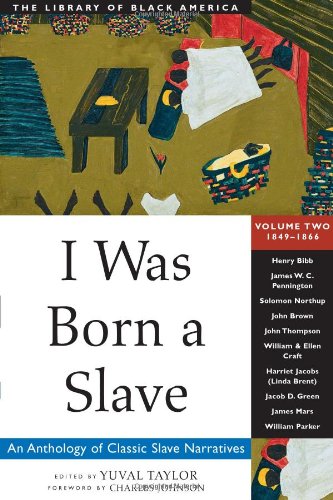 THE LIBRARY OF BLACK AMERICA
VOLUME TWO
1849–1866
Henry Bibb
James W. C.
Pennington
Solomon Northup
John Brown
John Thompson
William & Ellen
Craft
Harriet Jacobs
(Linda Brent)
Jacob D. Green
James Mars
William Parker
I Was
Born a
Slave
An Anthology of Classic Slave Narratives
EDITED BY YUVAL TAYLOR
FOREWORD BY CHARLES JOHNSON